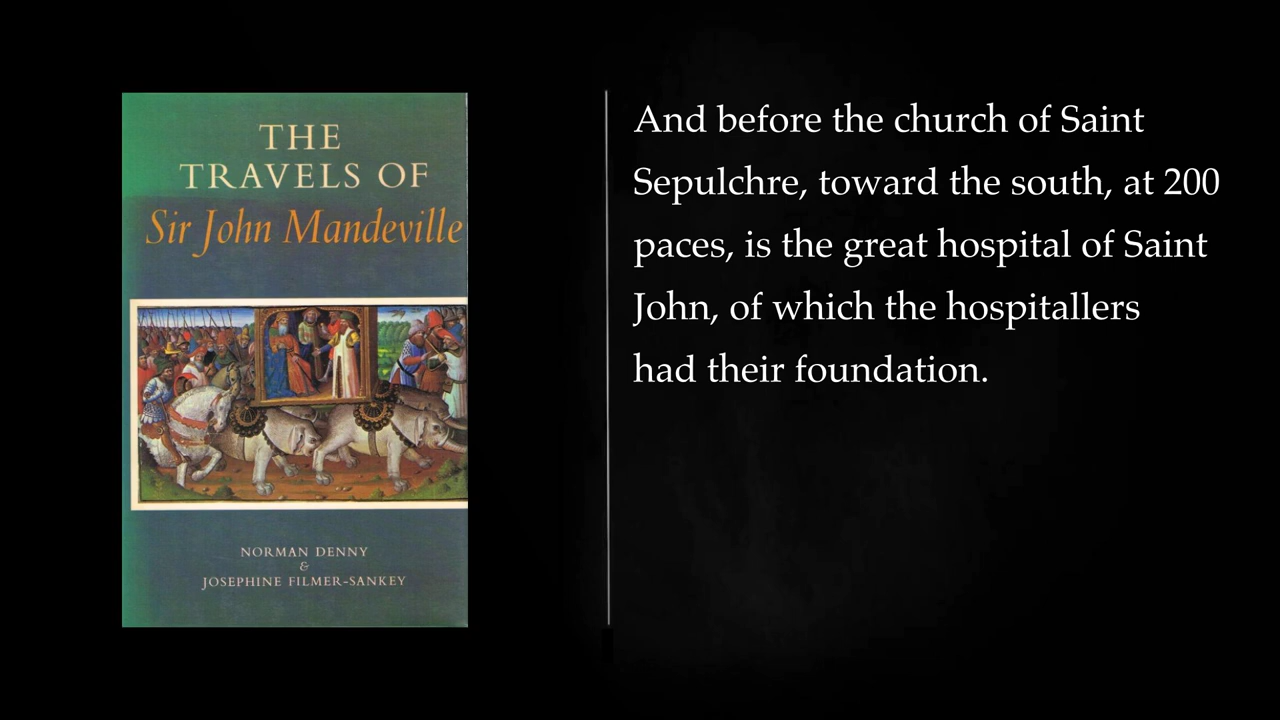 THE
TRAVELS OF
Sir John Mandeville
NORMAN DENNY
&
JOSEPHINE FILMER-SANKEY
And before the church of Saint
Sepulchre, toward the south, at 200
paces, is the great hospital of Saint
John, of which the hospitallers
had their foundation.